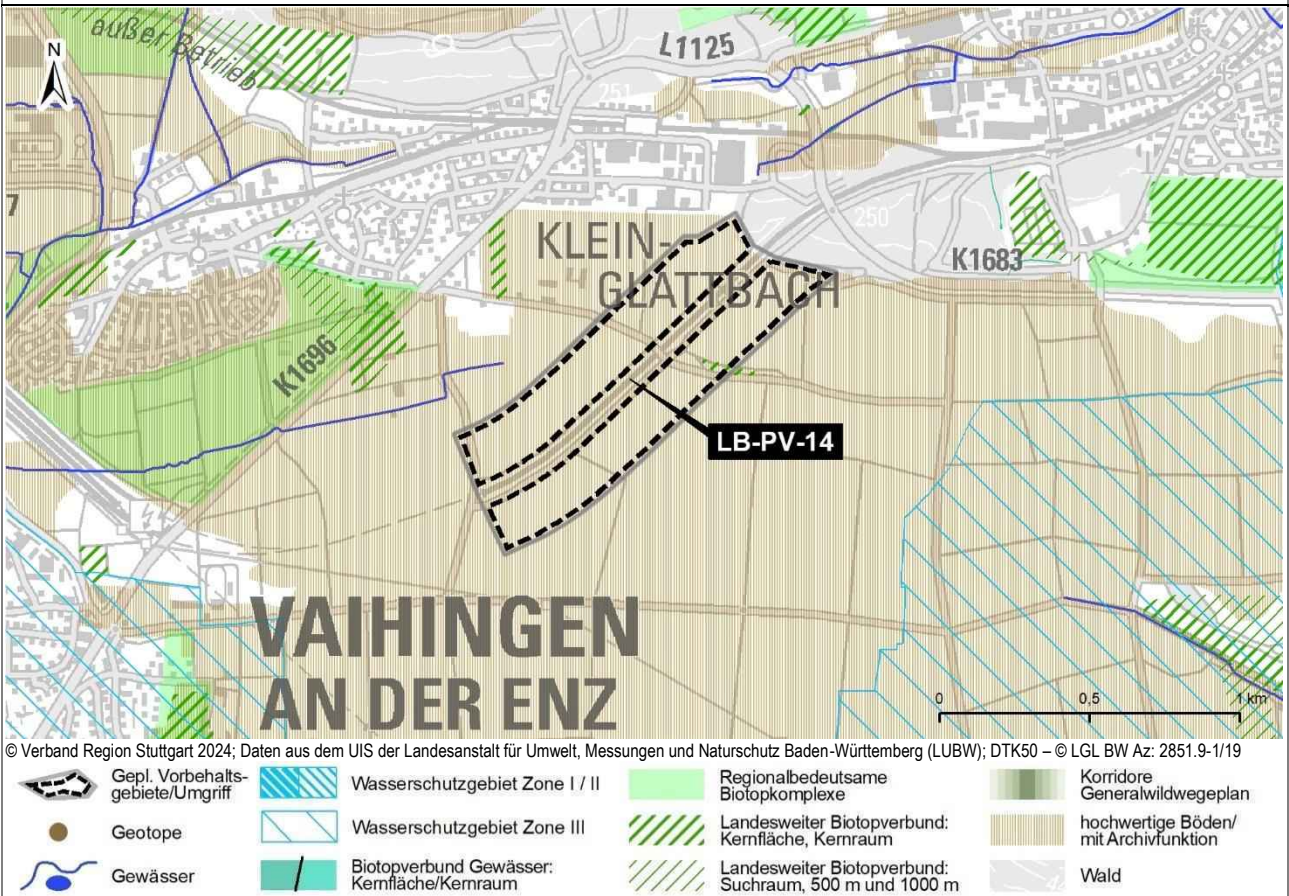 außer Betrieb
L1125
N
251
7
250
KLEIN-
GLATTBACH
K1683
K1696
LB-PV-14
VAIHINGEN
AN DER ENZ
0 0,5 1 km
© Verband Region Stuttgart 2024; Daten aus dem UIS der Landesanstalt für Umwelt, Messungen und Naturschutz Baden-Württemberg (LUBW); DTK50 – © LGL BW Az: 2851.9-1/19
Gepl. Vorbehalts-
gebiete/Umgriff
Geotope
Gewässer
Wasserschutzgebiet Zone I / II
Wasserschutzgebiet Zone III
Biotopverbund Gewässer:
Kernfläche/Kernraum
Regionalbedeutsame
Biotopkomplexe
Landesweiter Biotopverbund:
Kernfläche, Kernraum
Landesweiter Biotopverbund:
Suchraum, 500 m und 1000 m
Korridore
Generalwildwegeplan
hochwertige Böden/
mit Archivfunktion
Wald